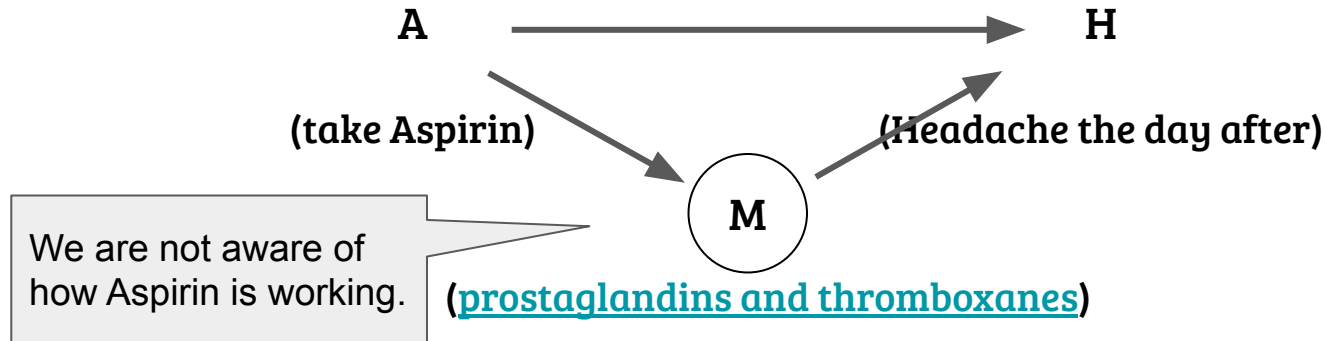 A H
(take Aspirin) (Headache the day after)
M
We are not aware of
how Aspirin is working.
(prostaglandins and thromboxanes)